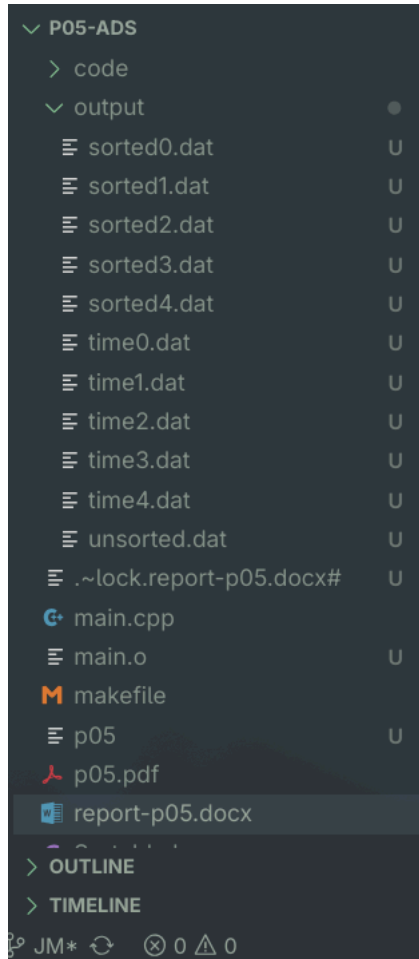 P05-ADS
code
output
sorted0.dat U
sorted1.dat U
sorted2.dat U
sorted3.dat U
sorted4.dat U
time0.dat U
time1.dat U
time2.dat U
time3.dat U
time4.dat U
unsorted.dat U
.~lock.report-p05.docx# U
main.cpp
main.o U
makefile
p05 U
p05.pdf
report-p05.docx
OUTLINE
TIMELINE
JM* 0 0